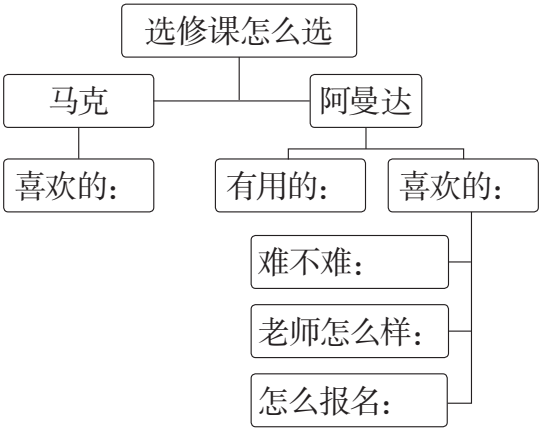 选修课怎么选
马克
阿曼达
喜欢的：
有用的：
喜欢的：
难不难：
老师怎么样：
怎么报名：